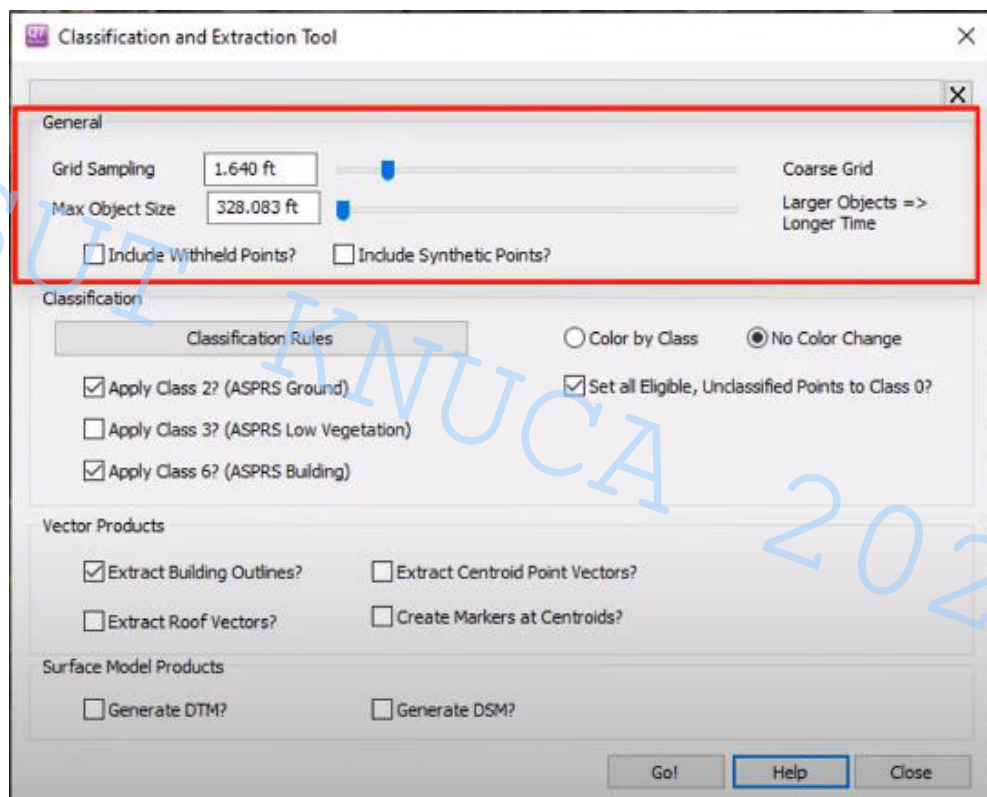 QT Classification and Extraction Tool
General
Grid Sampling 1.640 ft Coarse Grid
Max Object Size 328.083 ft Larger Objects =>
Longer Time
Include Withheld Points? Include Synthetic Points?
Classification
Classification Rules Color by Class No Color Change
Apply Class 2? (ASPRS Ground) Set all Eligible, Unclassified Points to Class 0?
Apply Class 3? (ASPRS Low Vegetation)
Apply Class 6? (ASPRS Building)
Vector Products
Extract Building Outlines? Extract Centroid Point Vectors?
Extract Roof Vectors? Create Markers at Centroids?
Surface Model Products
Generate DTM? Generate DSM?
Go! Help Close
KNUCA